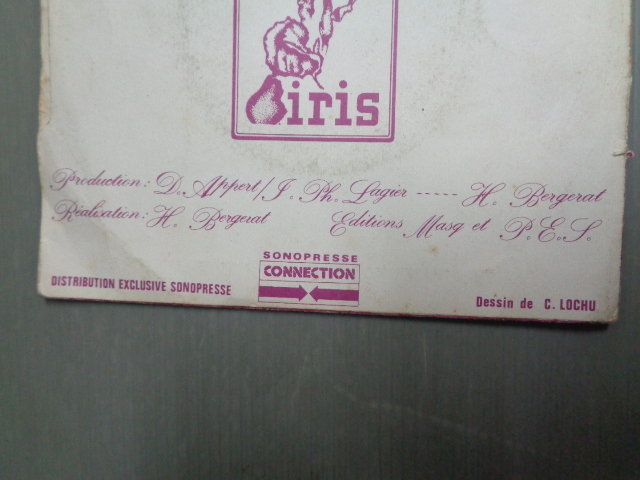 iris
Production: D. Appert/J. Ph. Lagier ----- H. Bergerat
Réalisation: H. Bergerat Editions Masq et P.E.S.
SONOPRESSE
CONNECTION
DISTRIBUTION EXCLUSIVE SONOPRESSE
Dessin de C. LOCHU